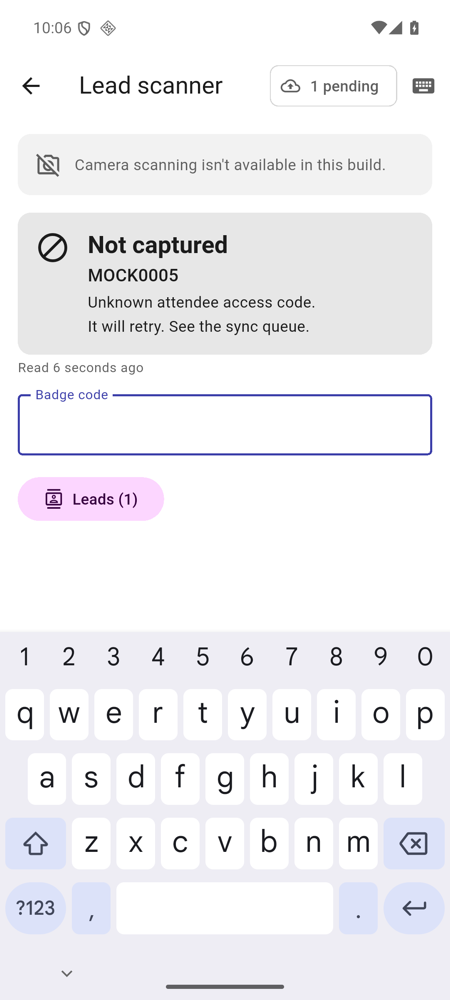 10:06
Lead scanner
1 pending
Camera scanning isn't available in this build.
Not captured
MOCK0005
Unknown attendee access code.
It will retry. See the sync queue.
Read 6 seconds ago
Badge code
Leads (1)
1 2 3 4 5 6 7 8 9 0
q w e r t y u i o p
a s d f g h j k l
z x c v b n m
?123 , .